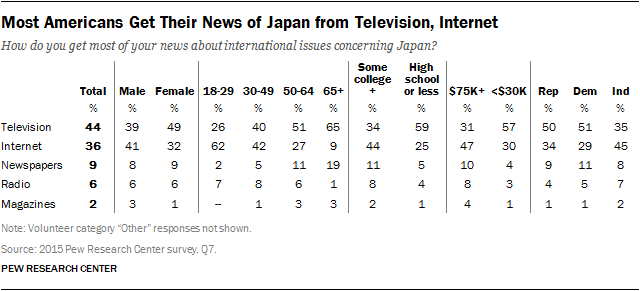 Most Americans Get Their News of Japan from Television, Internet
How do you get most of your news about international issues concerning Japan?
Total Male Female 18-29 30-49 50-64 65+ Some college + High school or less $75K+ <$30K Rep Dem Ind
% % % % % % % % % % % % % %
Television 44 39 49 26 40 51 65 34 59 31 57 50 51 35
Internet 36 41 32 62 42 27 9 44 25 47 30 34 29 45
Newspapers 9 8 9 2 5 11 19 11 5 10 4 9 11 8
Radio 6 6 6 7 8 6 1 8 4 8 3 4 5 7
Magazines 2 3 1 – 1 3 3 2 1 4 1 1 1 2
Note: Volunteer category “Other” responses not shown.
Source: 2015 Pew Research Center survey. Q7.
PEW RESEARCH CENTER